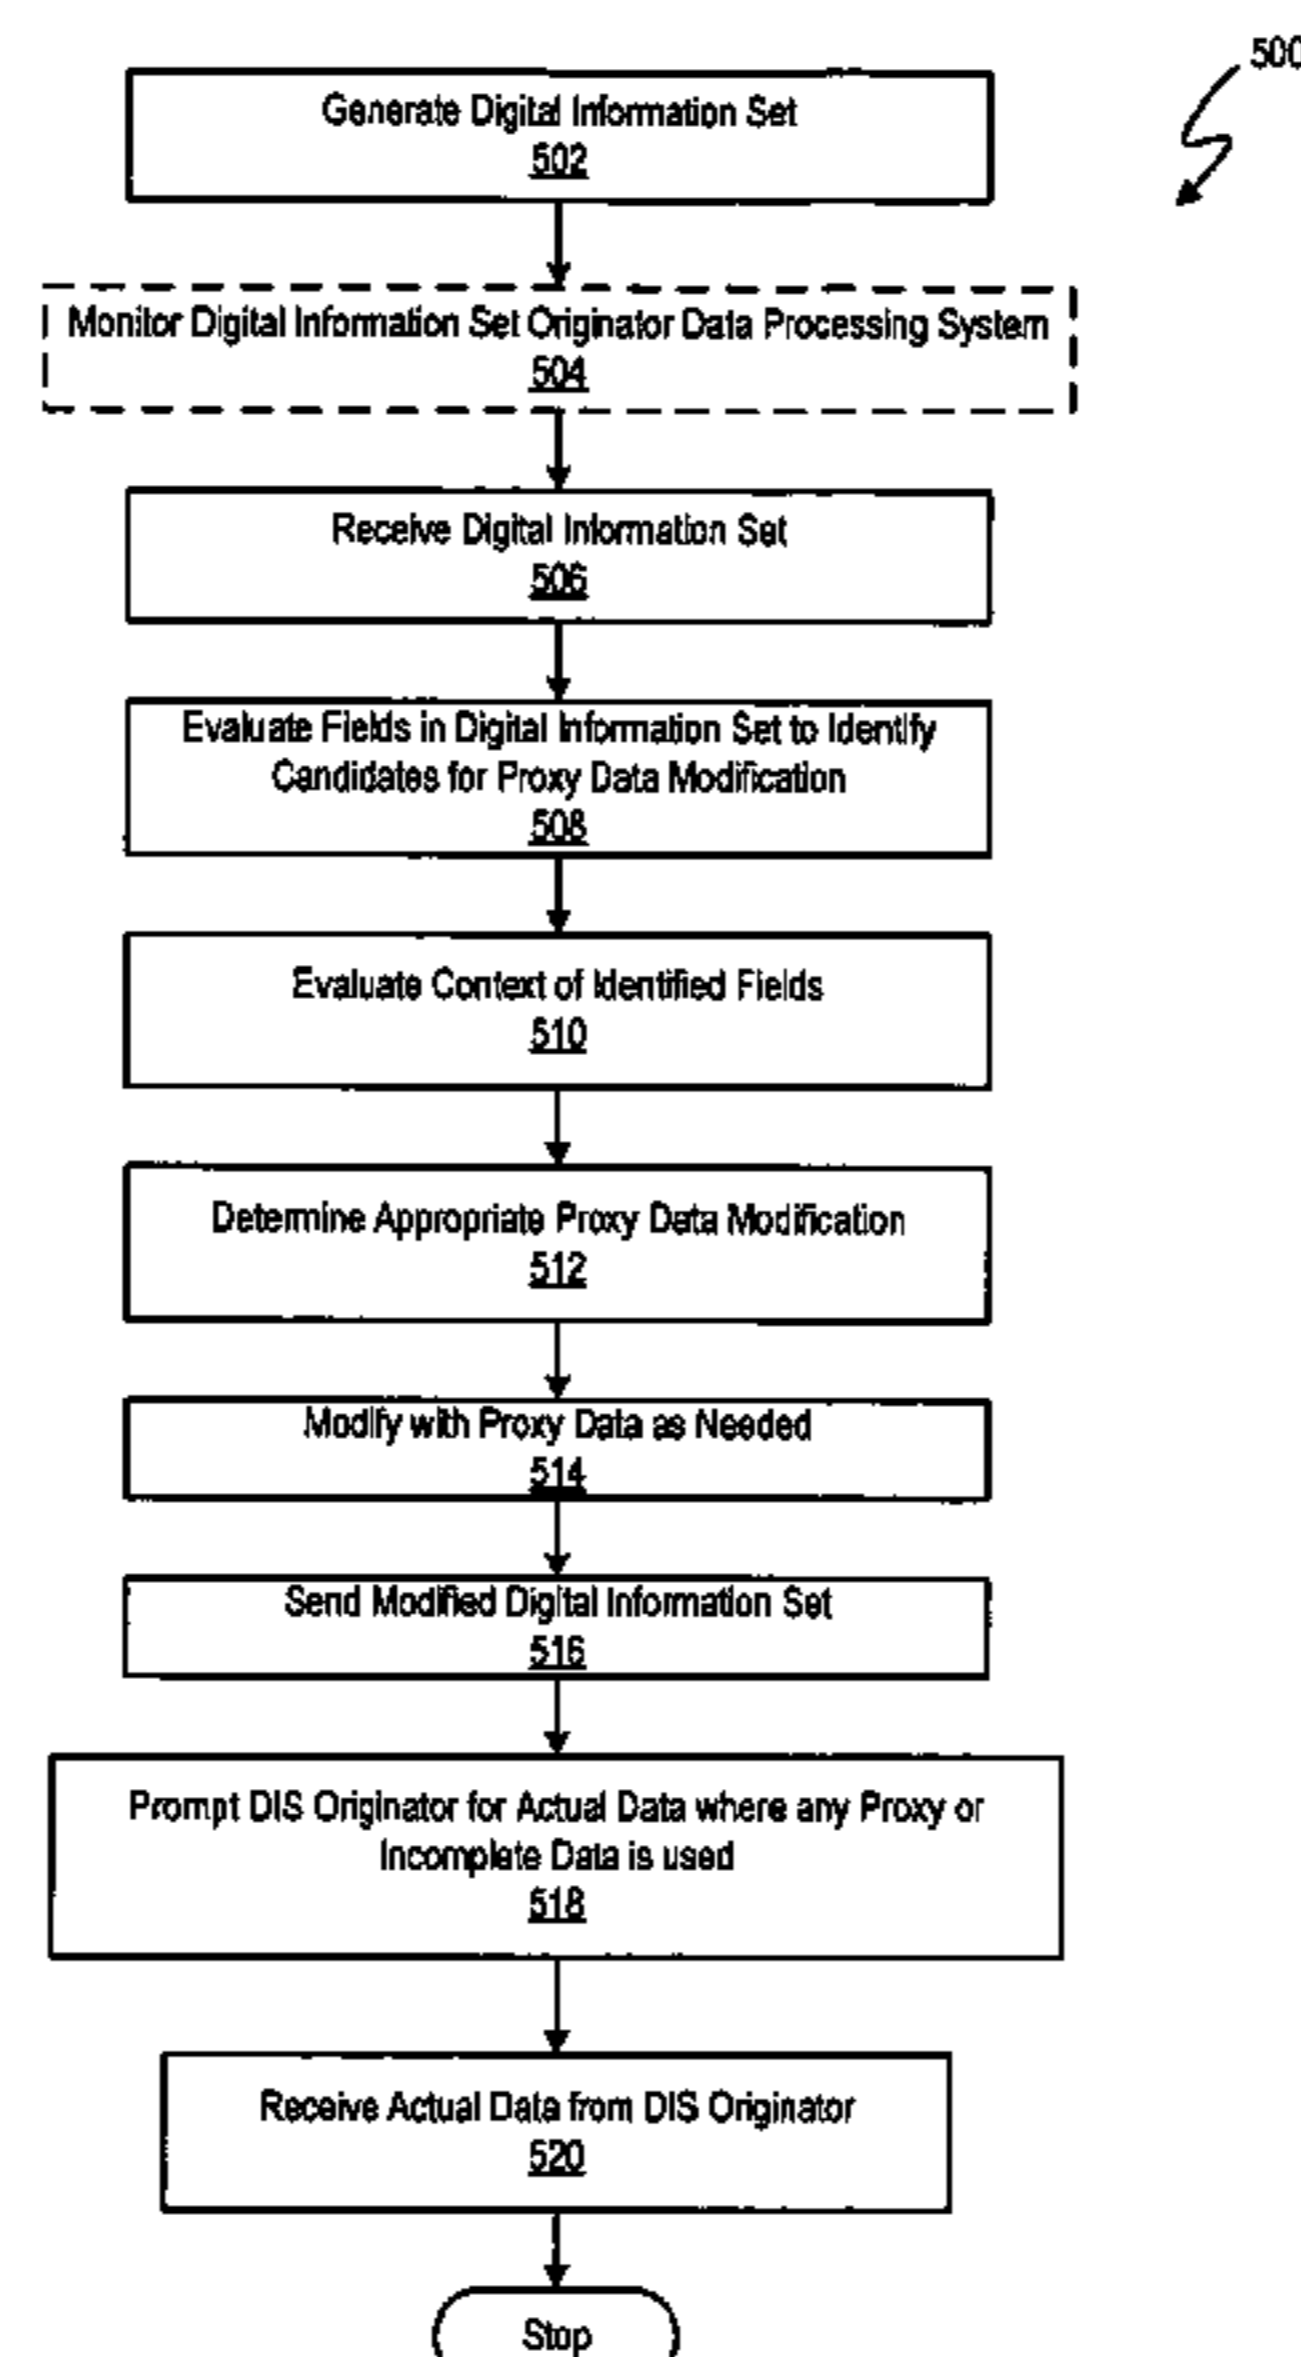 500
Generate Digital Information Set
502
Monitor Digital Information Set Originator Data Processing System
504
Receive Digital Information Set
506
Evaluate Fields in Digital Information Set to Identify
Candidates for Proxy Data Modification
508
Evaluate Context of Identified Fields
510
Determine Appropriate Proxy Data Modification
512
Modify with Proxy Data as Needed
514
Send Modified Digital Information Set
516
Prompt DIS Originator for Actual Data where any Proxy or
Incomplete Data is used
518
Receive Actual Data from DIS Originator
520
Stop